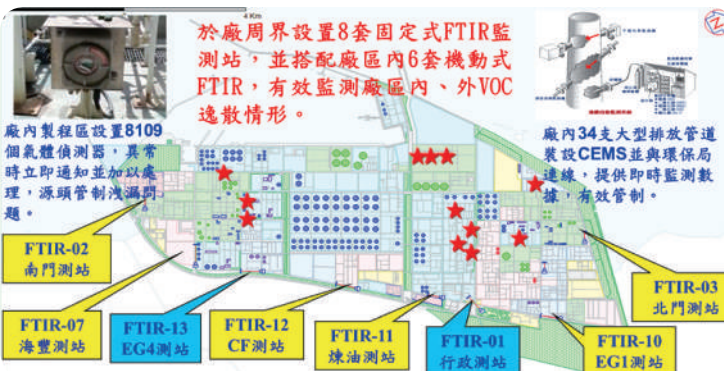 4 Km
於廠周界設置8套固定式FTIR監
測站，並搭配廠區內6套機動式
FTIR，有效監測廠區內、外VOC
逸散情形。
廠內製程區設置8109
個氣體偵測器，異常
時立即通知並加以處
理，源頭管制洩漏問
題。
廠內34支大型排放管道
裝設CEMS並與環保局
連線，提供即時監測數
據，有效管制。
FTIR-02
南門測站
FTIR-03
北門測站
FTIR-07
海豐測站
FTIR-13
EG4測站
FTIR-12
CF測站
FTIR-11
煉油測站
FTIR-01
行政測站
FTIR-10
EG1測站